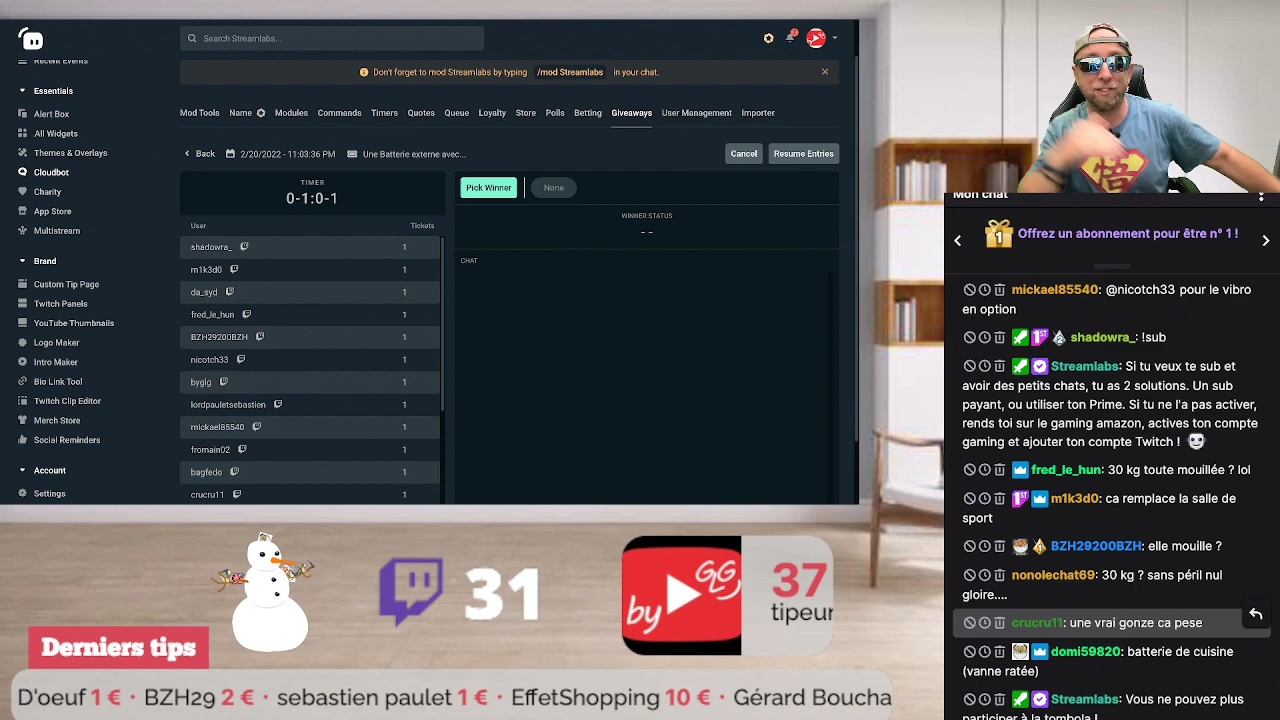 Search Streamlabs...
Don't forget to mod Streamlabs by typing /mod Streamlabs in your chat.
Recent Events
Essentials
Alert Box
All Widgets
Themes & Overlays
Cloudbot
Charity
App Store
Multistream
Brand
Custom Tip Page
Twitch Panels
YouTube Thumbnails
Logo Maker
Intro Maker
Bio Link Tool
Twitch Clip Editor
Merch Store
Social Reminders
Account
Settings
Mod Tools Name Modules Commands Timers Quotes Queue Loyalty Store Polls Betting Giveaways User Management Importer
Back 2/20/2022 - 11:03:36 PM Une Batterie externe avec... Cancel Resume Entries
TIMER
0-1:0-1
User Tickets
shadowra_ 1
m1k3d0 1
da_syd 1
fred_le_hun 1
BZH29200BZH 1
nicotch33 1
byglg 1
lordpauletsebastien 1
mickael85540 1
fromain02 1
bagfedo 1
crucru11 1
Pick Winner None
WINNER STATUS
--
CHAT
悟
Mon chat
1 Offrez un abonnement pour être n° 1 !
mickael85540: @nicotch33 pour le vibro
en option
1ST 2 shadowra_: !sub
Streamlabs: Si tu veux te sub et
avoir des petits chats, tu as 2 solutions. Un sub
payant, ou utiliser ton Prime. Si tu ne l'a pas activer,
rends toi sur le gaming amazon, actives ton compte
gaming et ajouter ton compte Twitch !
fred_le_hun: 30 kg toute mouillée ? lol
1ST m1k3d0: ca remplace la salle de
sport
BZH29200BZH: elle mouille ?
nonolechat69: 30 kg ? sans péril nul
gloire....
crucru11: une vrai gonze ca pese
domi59820: batterie de cuisine
(vanne ratée)
Streamlabs: Vous ne pouvez plus
participer à la tombola !
31
by GLG
37
tipeur
Derniers tips
D'oeuf 1 € · BZH29 2 € · sebastien paulet 1 € · EffetShopping 10 € · Gérard Boucha